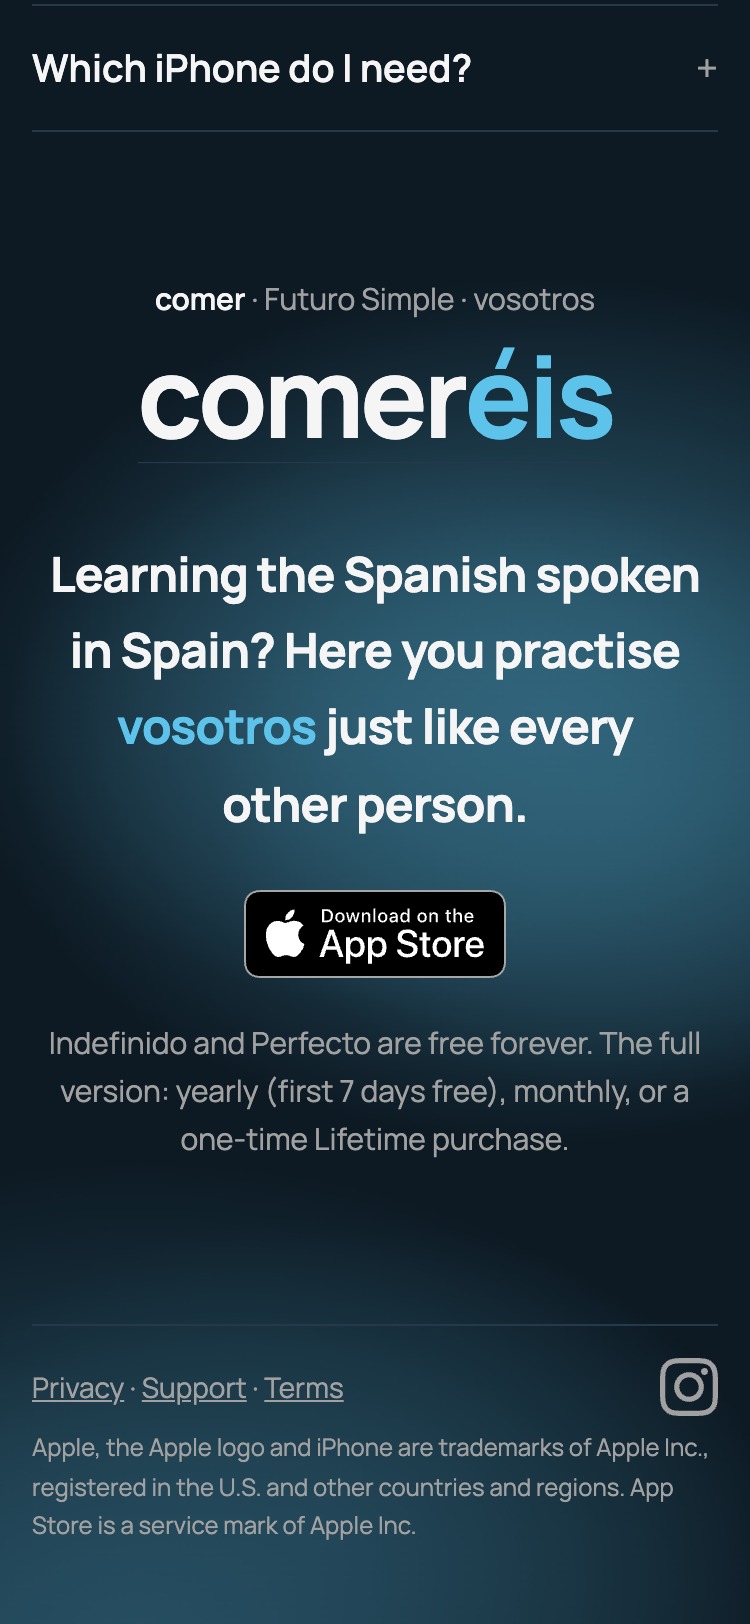 Which iPhone do I need? +
comer · Futuro Simple · vosotros
comeréis
Learning the Spanish spoken
in Spain? Here you practise
vosotros just like every
other person.
Download on the
App Store
Indefinido and Perfecto are free forever. The full
version: yearly (first 7 days free), monthly, or a
one-time Lifetime purchase.
Privacy · Support · Terms
Apple, the Apple logo and iPhone are trademarks of Apple Inc.,
registered in the U.S. and other countries and regions. App
Store is a service mark of Apple Inc.